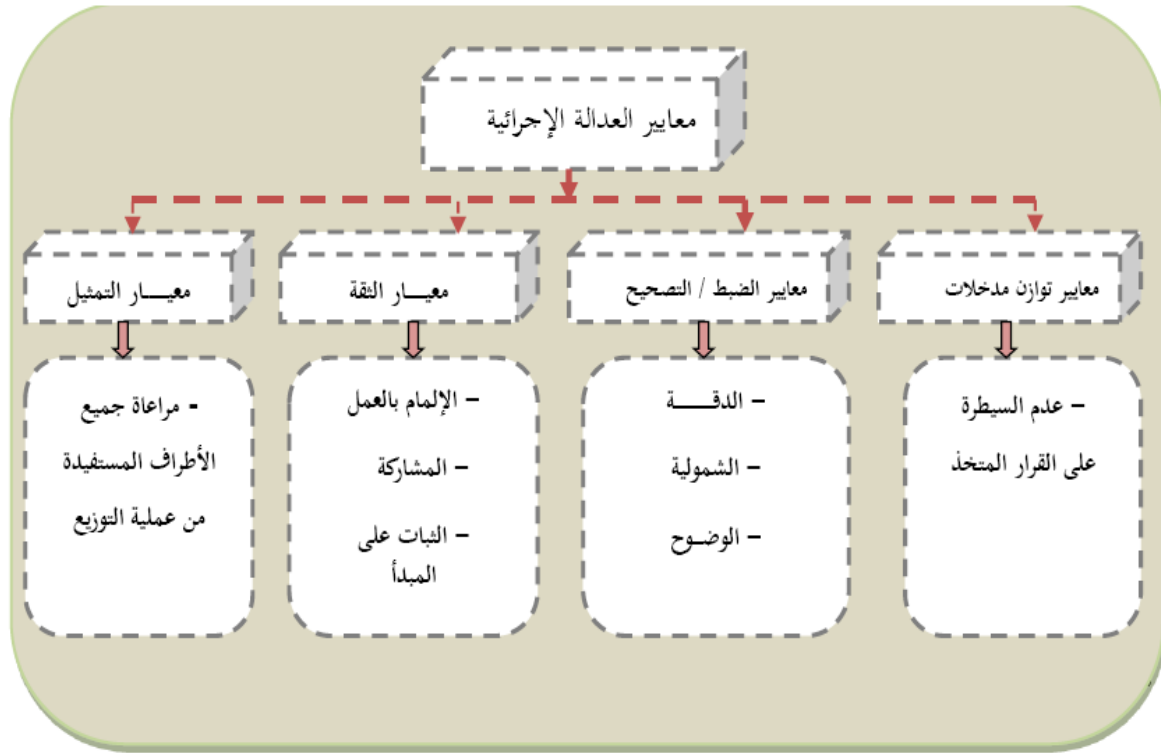 معايير العدالة الإجرائية
معايير توازن مدخلات
معايير الضبط / التصحيح
معيـــار الثقة
معيـــار التمثيل
– عدم السيطرة
على القرار المتخذ
– الدقـــــة
– الشمولية
– الوضـوح
– الإلمام بالعمل
– المشاركة
– الثبات على
المبدأ
- مراعاة جميع
الأطراف المستفيدة
من عملية التوزيع